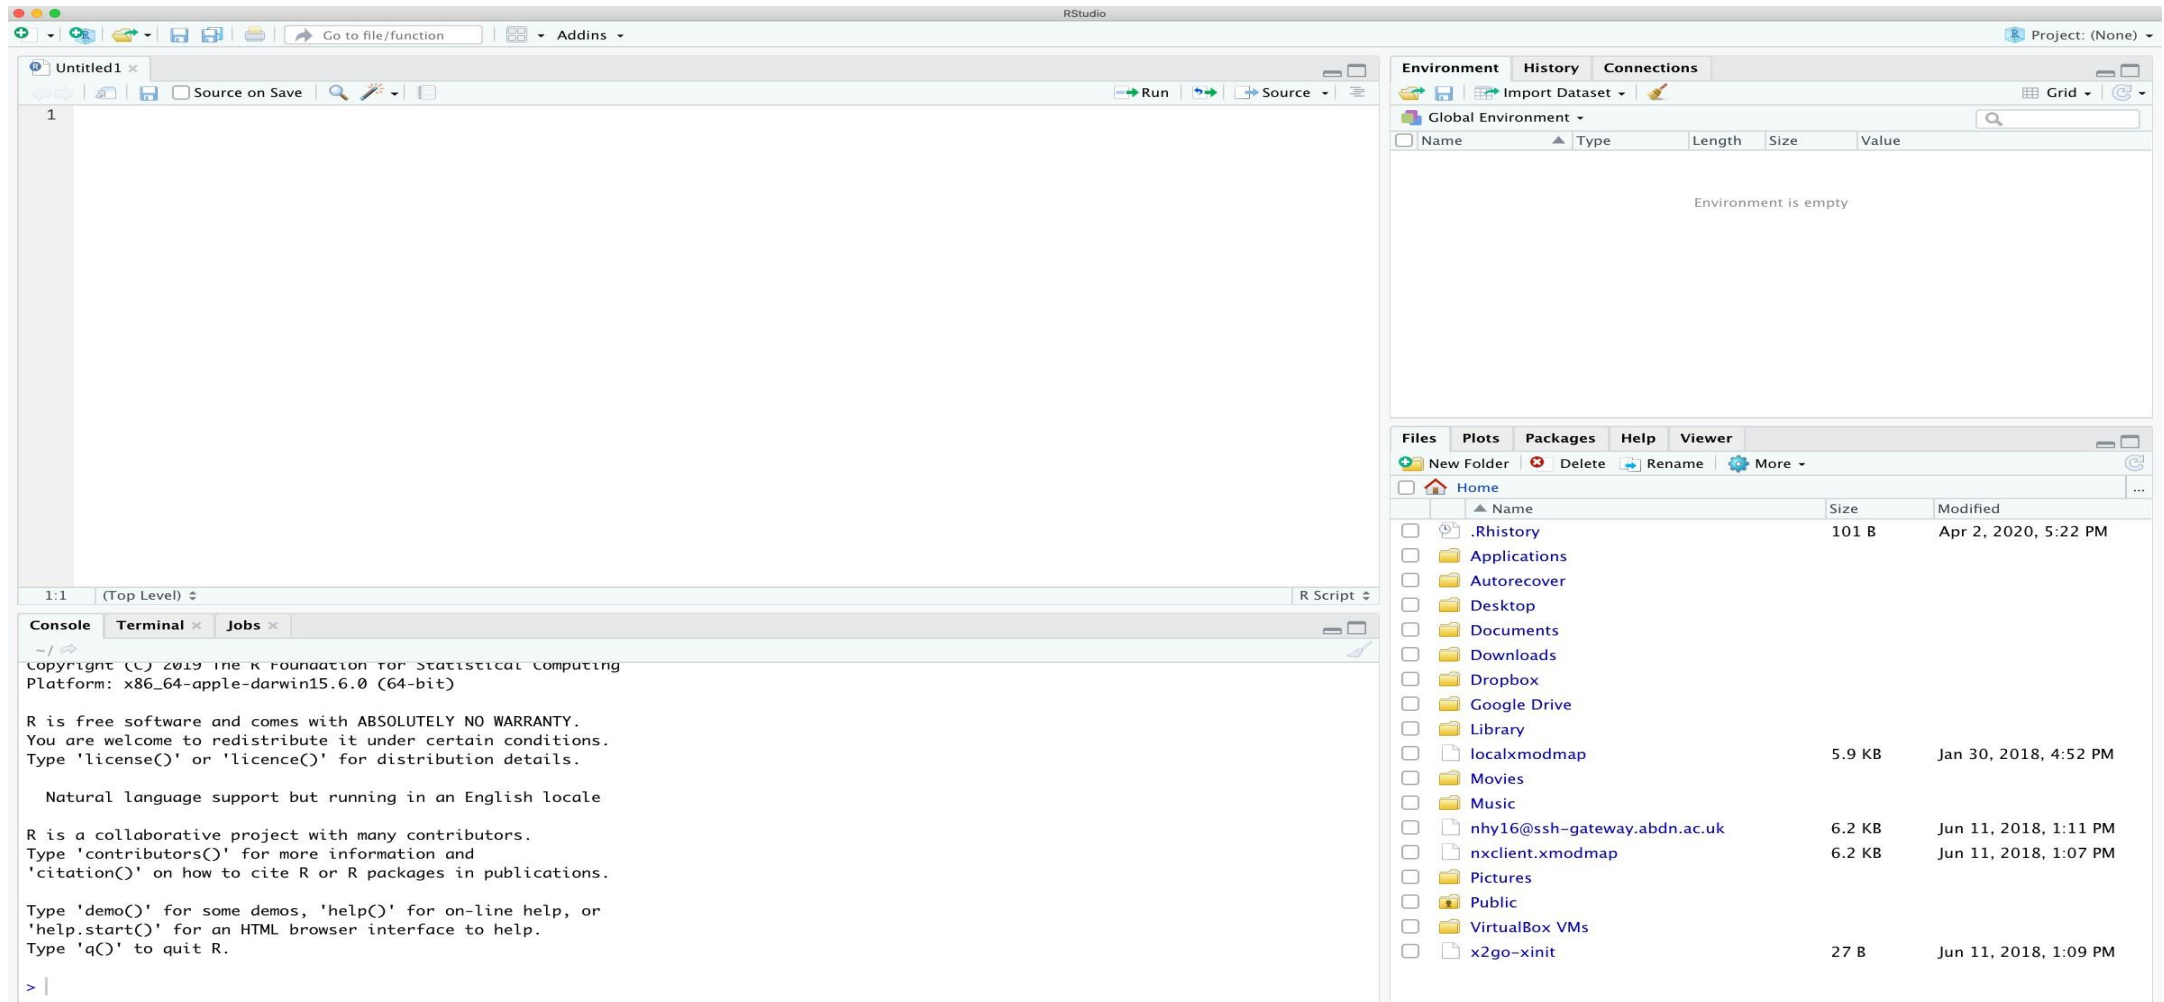 RStudio
Go to file/function Addins Project: (None)
Untitled1
Source on Save Run Source
1
1:1 (Top Level) R Script
Console Terminal Jobs
~/
Copyright (C) 2019 The R Foundation for Statistical Computing
Platform: x86_64-apple-darwin15.6.0 (64-bit)
R is free software and comes with ABSOLUTELY NO WARRANTY.
You are welcome to redistribute it under certain conditions.
Type 'license()' or 'licence()' for distribution details.
Natural language support but running in an English locale
R is a collaborative project with many contributors.
Type 'contributors()' for more information and
'citation()' on how to cite R or R packages in publications.
Type 'demo()' for some demos, 'help()' for on-line help, or
'help.start()' for an HTML browser interface to help.
Type 'q()' to quit R.
>
Environment History Connections
Import Dataset Grid
Global Environment
Name Type Length Size Value
Environment is empty
Files Plots Packages Help Viewer
New Folder Delete Rename More
Home ...
Name Size Modified
.Rhistory 101 B Apr 2, 2020, 5:22 PM
Applications
Autorecover
Desktop
Documents
Downloads
Dropbox
Google Drive
Library
localxmodmap 5.9 KB Jan 30, 2018, 4:52 PM
Movies
Music
nhy16@ssh-gateway.abdn.ac.uk 6.2 KB Jun 11, 2018, 1:11 PM
nxclient.xmodmap 6.2 KB Jun 11, 2018, 1:07 PM
Pictures
Public
VirtualBox VMs
x2go-xinit 27 B Jun 11, 2018, 1:09 PM